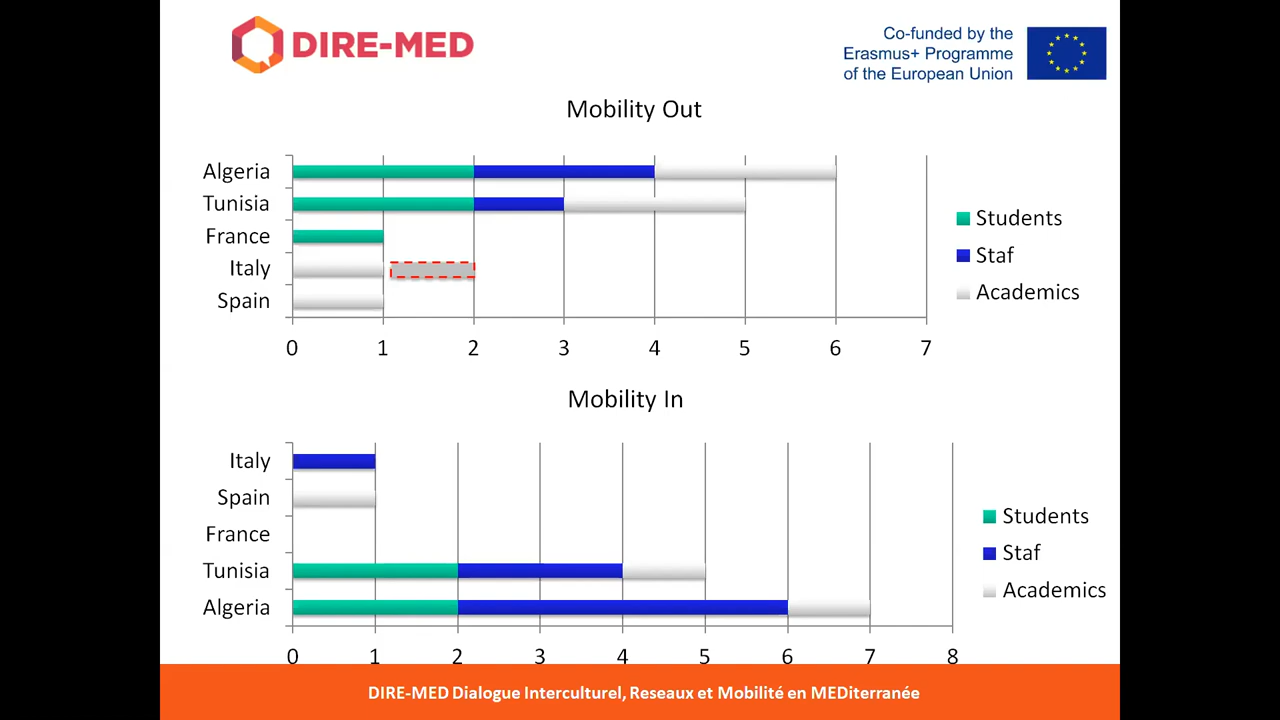 DIRE-MED
Co-funded by the
Erasmus+ Programme
of the European Union
Mobility Out
Algeria
Tunisia
France
Italy
Spain
0 1 2 3 4 5 6 7
Students
Staf
Academics
Mobility In
Italy
Spain
France
Tunisia
Algeria
0 1 2 3 4 5 6 7 8
Students
Staf
Academics
DIRE-MED Dialogue Interculturel, Reseaux et Mobilité en MEDiterranée